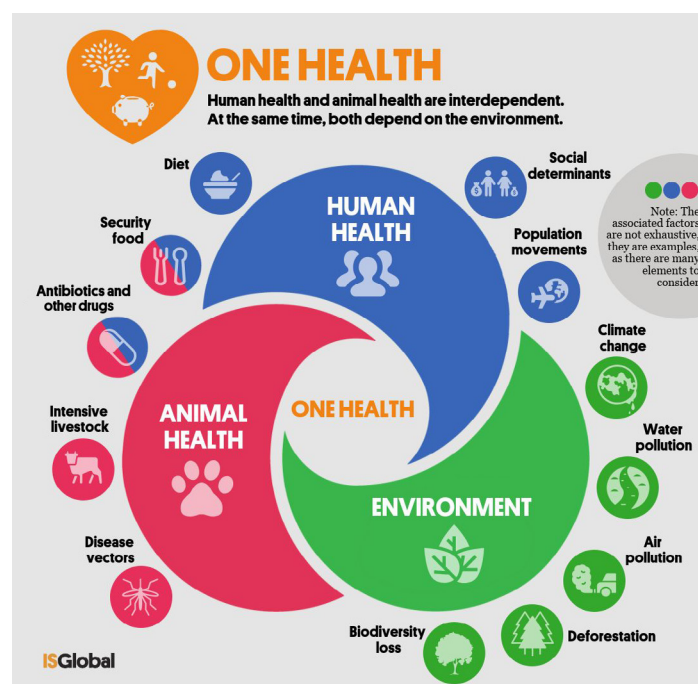 ONE HEALTH
Human health and animal health are interdependent.
At the same time, both depend on the environment.
Diet
Social
determinants
HUMAN
HEALTH
Security
food
Population
movements
Note: The
associated factors
are not exhaustive,
they are examples,
as there are many
elements to
consider
Antibiotics and
other drugs
Climate
change
ONE HEALTH
Intensive
livestock
ANIMAL
HEALTH
Water
pollution
ENVIRONMENT
Disease
vectors
Air
pollution
Biodiversity
loss
Deforestation
ISGlobal